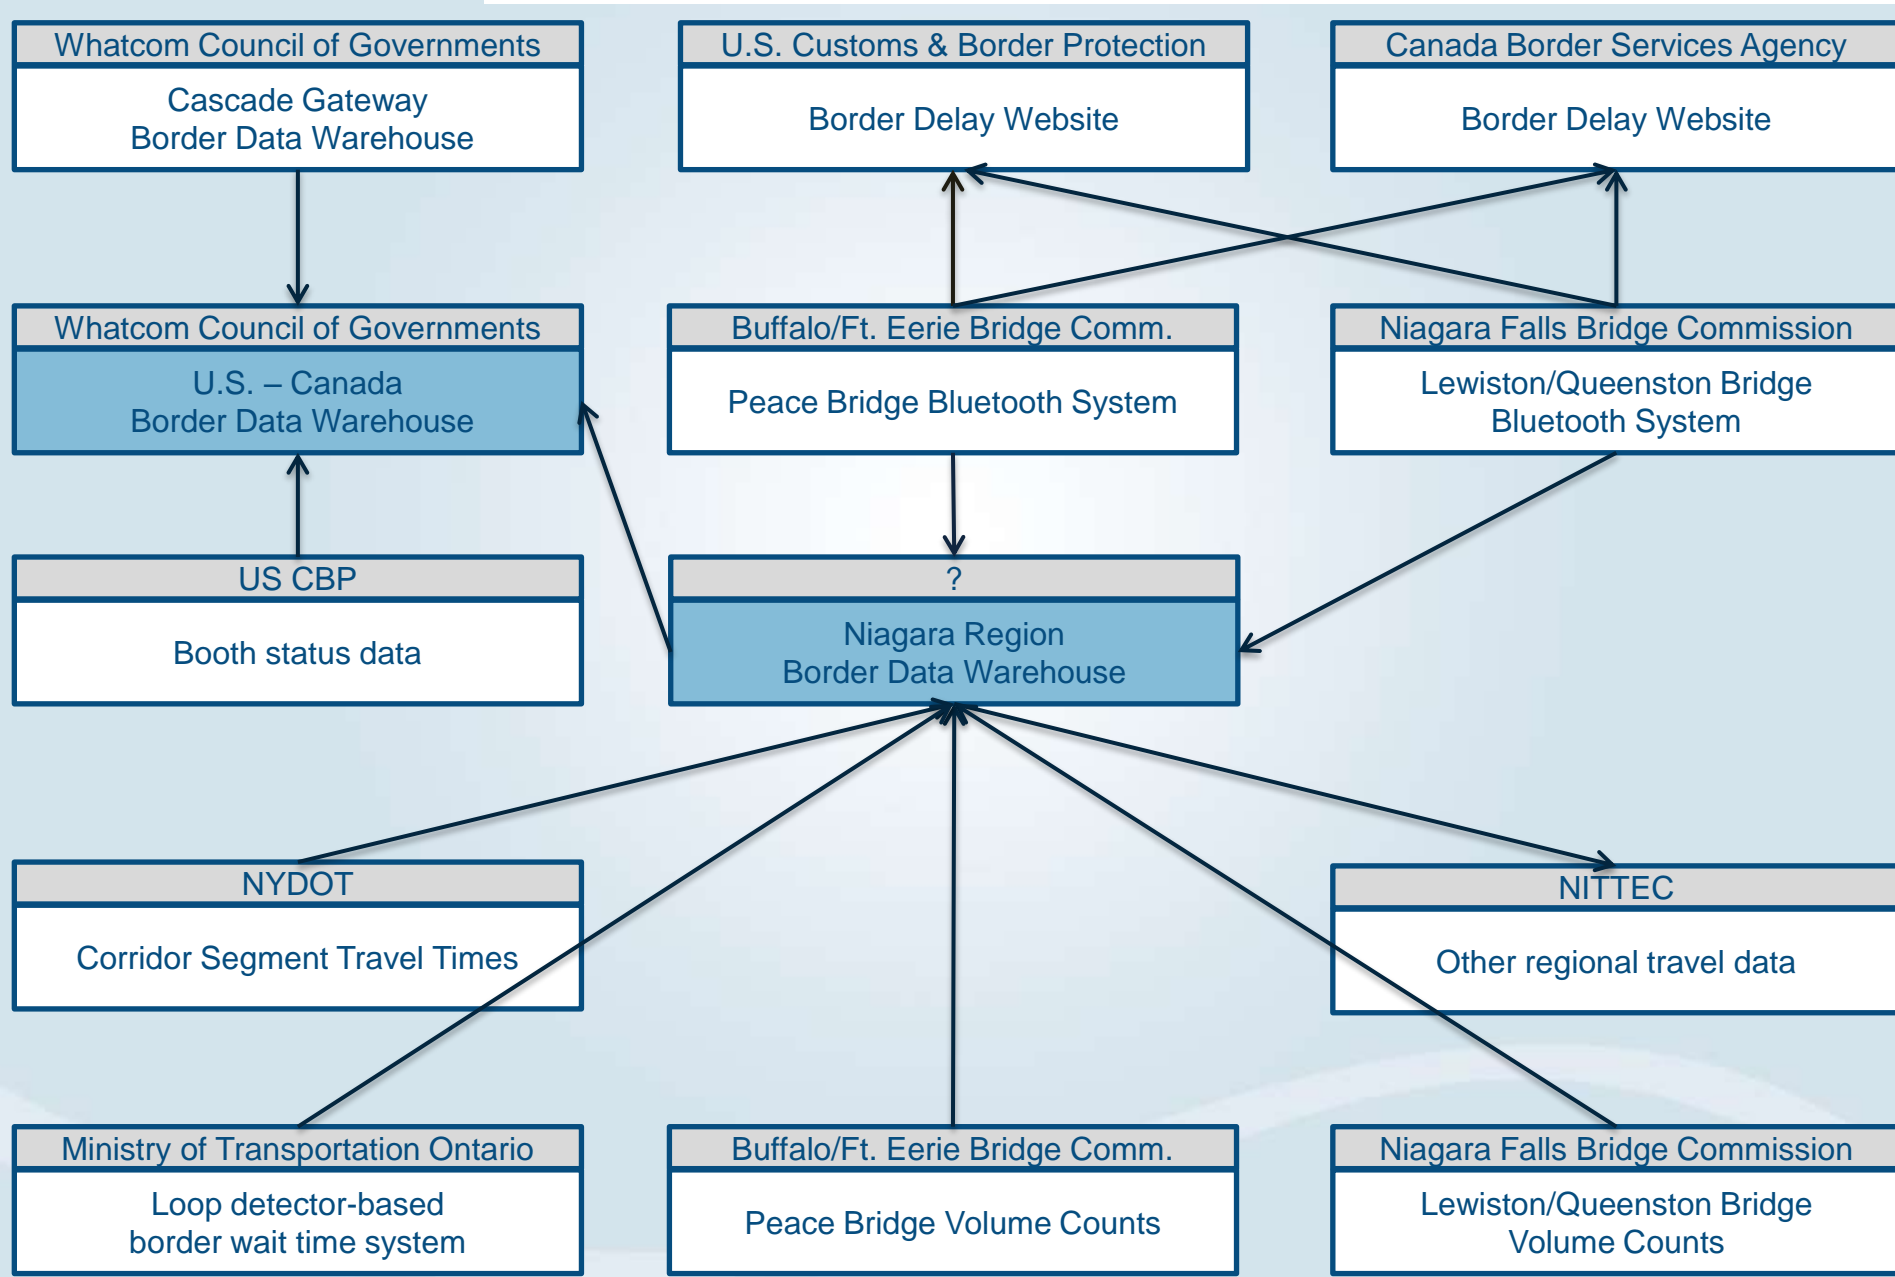 Whatcom Council of Governments
Cascade Gateway
Border Data Warehouse
U.S. Customs & Border Protection
Border Delay Website
Canada Border Services Agency
Border Delay Website
Whatcom Council of Governments
U.S. – Canada
Border Data Warehouse
Buffalo/Ft. Eerie Bridge Comm.
Peace Bridge Bluetooth System
Niagara Falls Bridge Commission
Lewiston/Queenston Bridge
Bluetooth System
US CBP
Booth status data
?
Niagara Region
Border Data Warehouse
NYDOT
Corridor Segment Travel Times
NITTEC
Other regional travel data
Ministry of Transportation Ontario
Loop detector-based
border wait time system
Buffalo/Ft. Eerie Bridge Comm.
Peace Bridge Volume Counts
Niagara Falls Bridge Commission
Lewiston/Queenston Bridge
Volume Counts